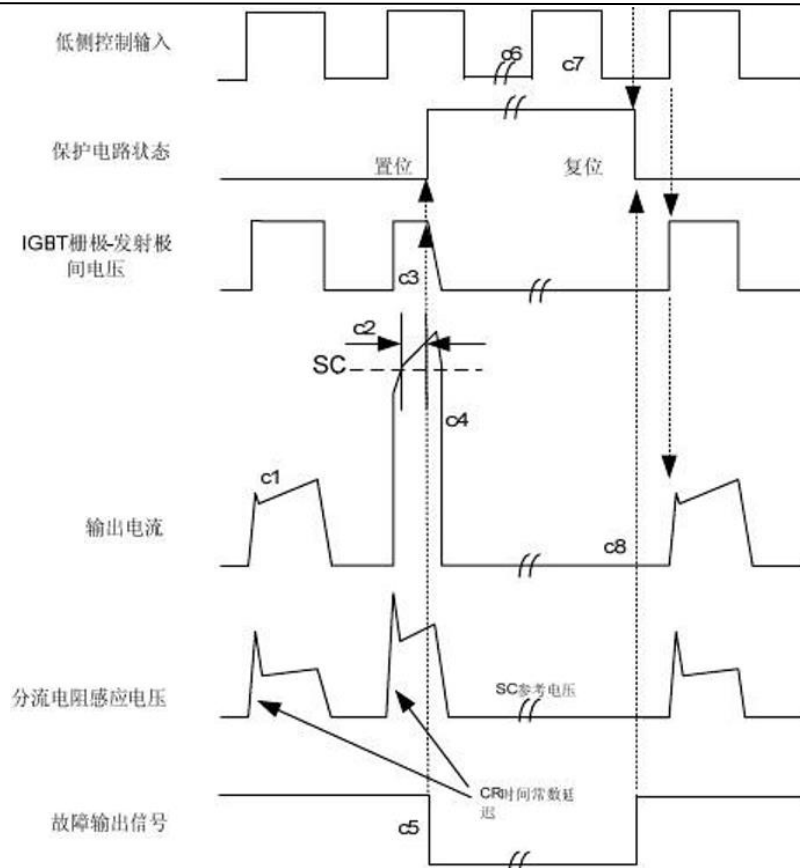 低侧控制输入
c6
c7
保护电路状态
置位
复位
IGBT栅极-发射极
间电压
c3
c2
SC
c4
c1
输出电流
c8
SC参考电压
分流电阻感应电压
CR时间常数延
迟
故障输出信号
c5